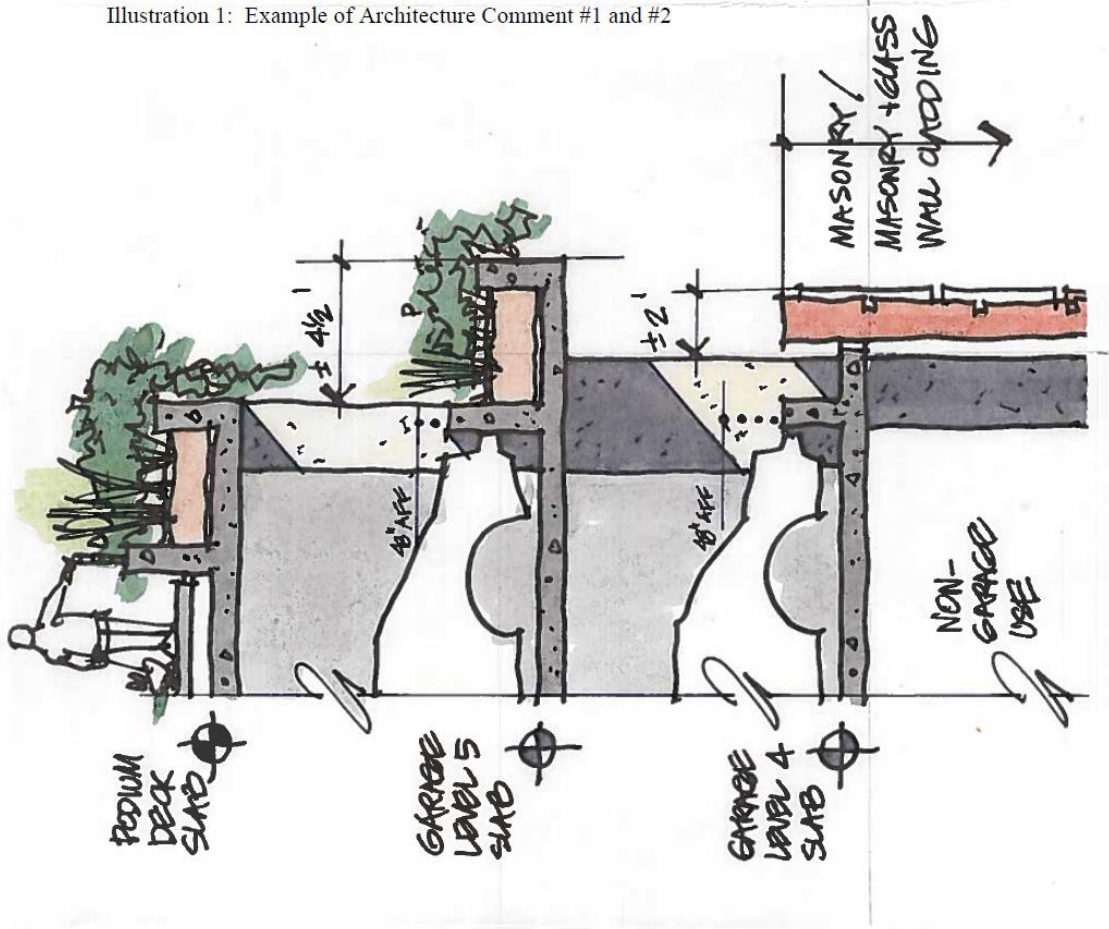 Illustration 1:  Example of Architecture Comment #1 and #2
MASONRY/
MASONRY + GLASS
WALL CLADDING
± 4½'
± 2'
48" AFF
48" AFF
PODIUM
DECK
SLAB
GARAGE
LEVEL 5
SLAB
GARAGE
LEVEL 4
SLAB
NON-
GARAGE
USE